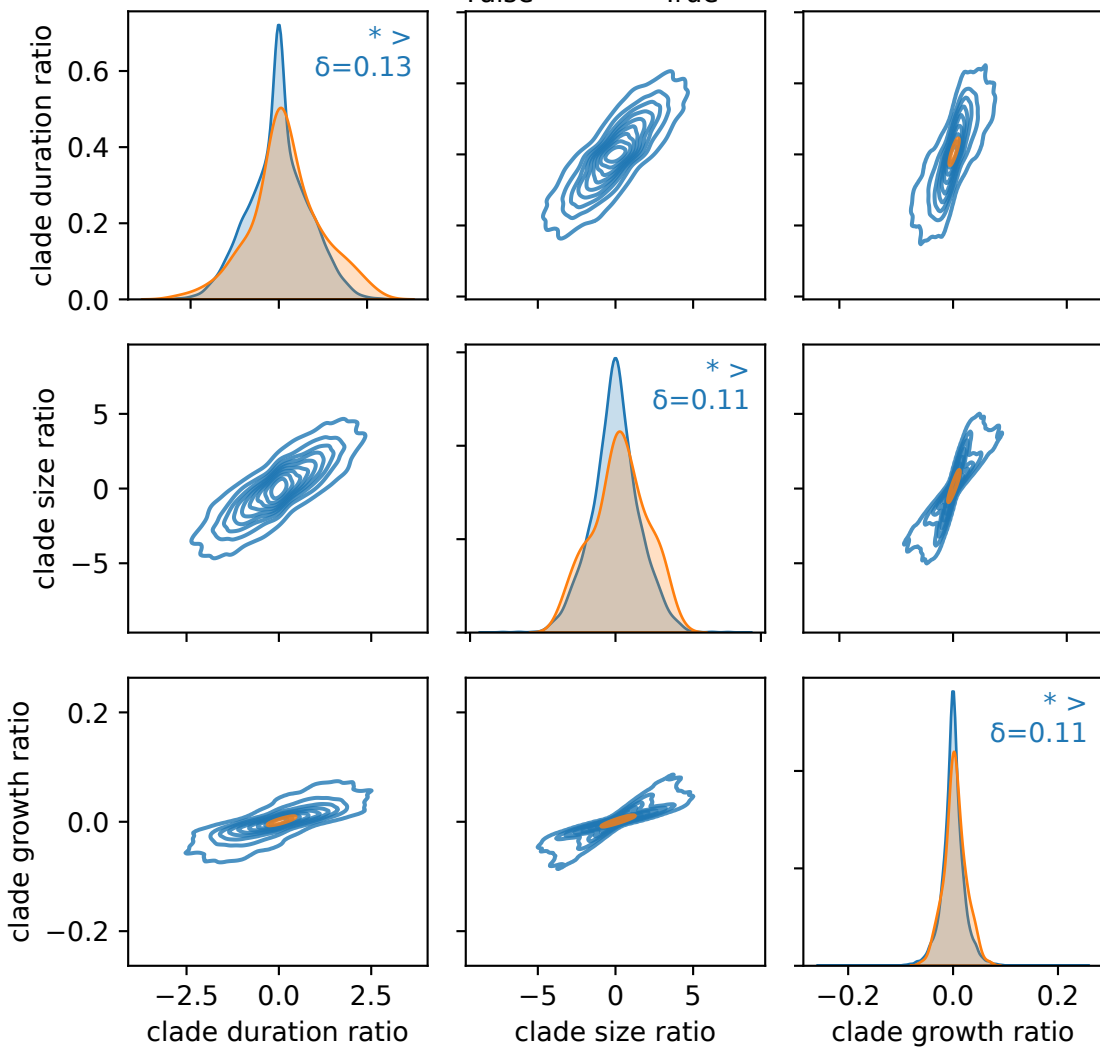 * >
δ=0.13
clade duration ratio
0.6
0.4
0.2
0.0
* >
δ=0.11
clade size ratio
5
0
−5
−5 0
* >
δ=0.11
clade growth ratio
0.2
0.0
−0.2
−2.5 0.0 2.5 −5 0 5 −0.2 0.0 0.2
clade duration ratio clade size ratio clade growth ratio